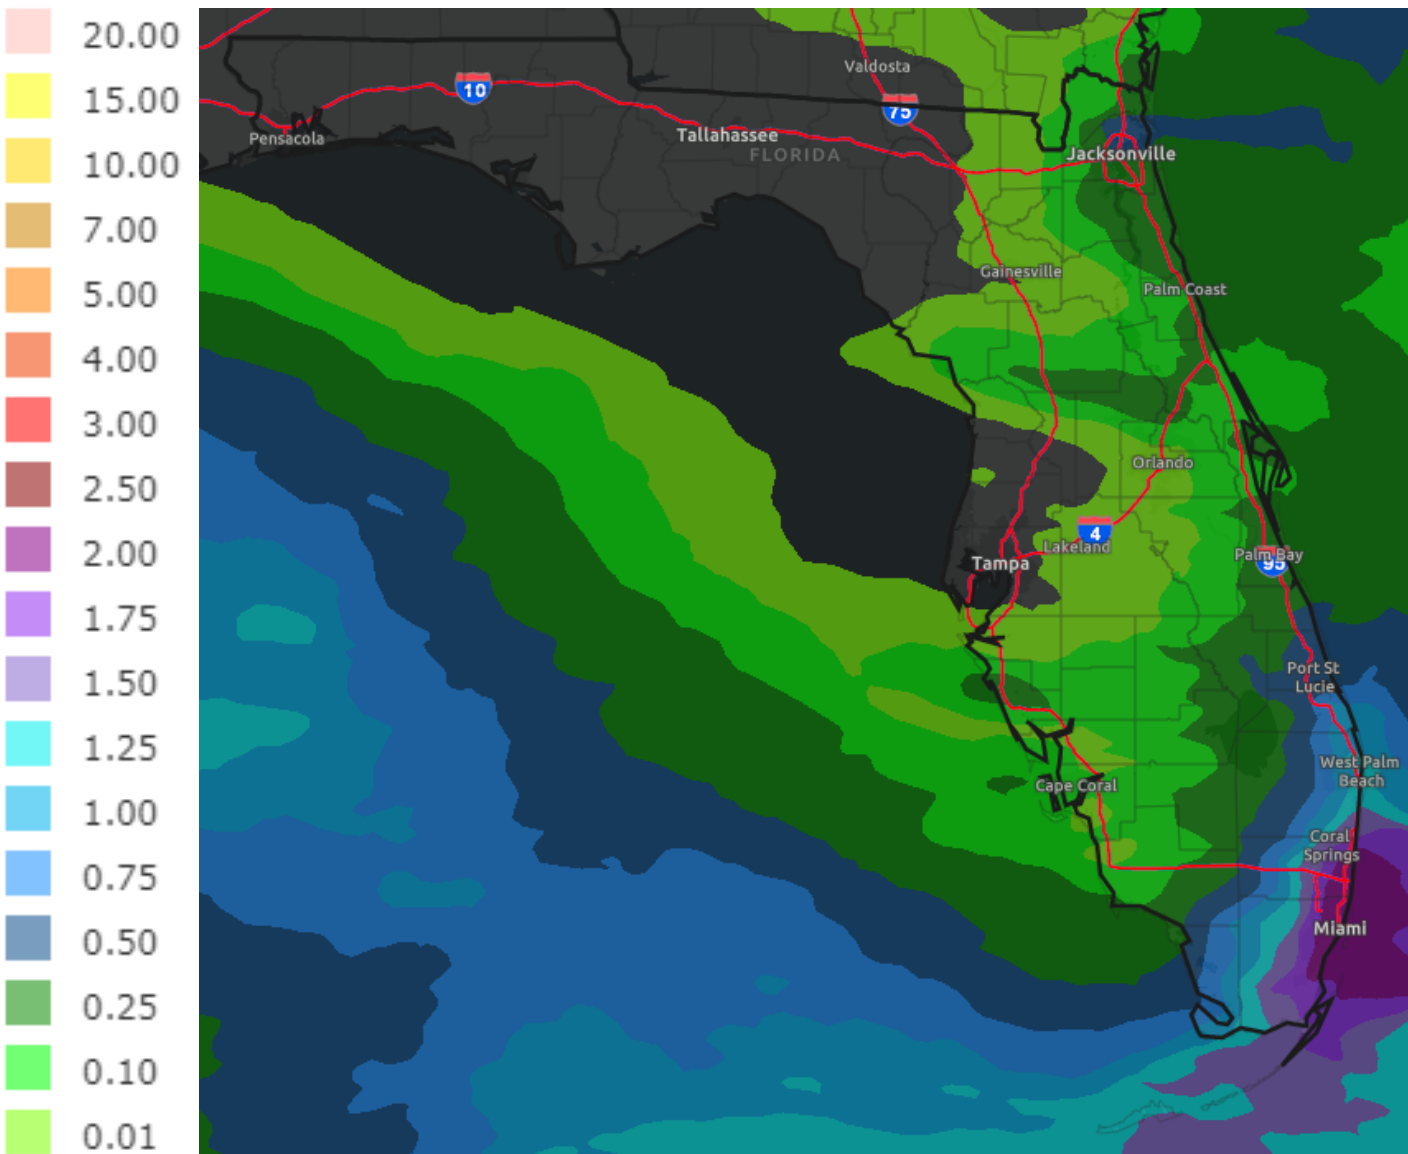 20.00
15.00
10.00
7.00
5.00
4.00
3.00
2.50
2.00
1.75
1.50
1.25
1.00
0.75
0.50
0.25
0.10
0.01
Valdosta
10
75
Pensacola
Tallahassee
FLORIDA
Jacksonville
Gainesville
Palm Coast
Orlando
4
Lakeland
Tampa
Palm Bay
95
Port St
Lucie
West Palm
Beach
Cape Coral
Coral
Springs
Miami